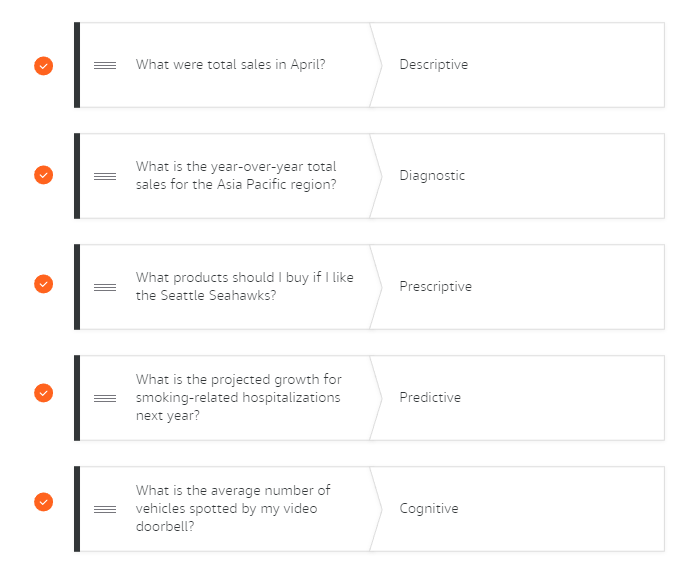 What were total sales in April?
Descriptive
What is the year-over-year total
sales for the Asia Pacific region?
Diagnostic
What products should I buy if I like
the Seattle Seahawks?
Prescriptive
What is the projected growth for
smoking-related hospitalizations
next year?
Predictive
What is the average number of
vehicles spotted by my video
doorbell?
Cognitive